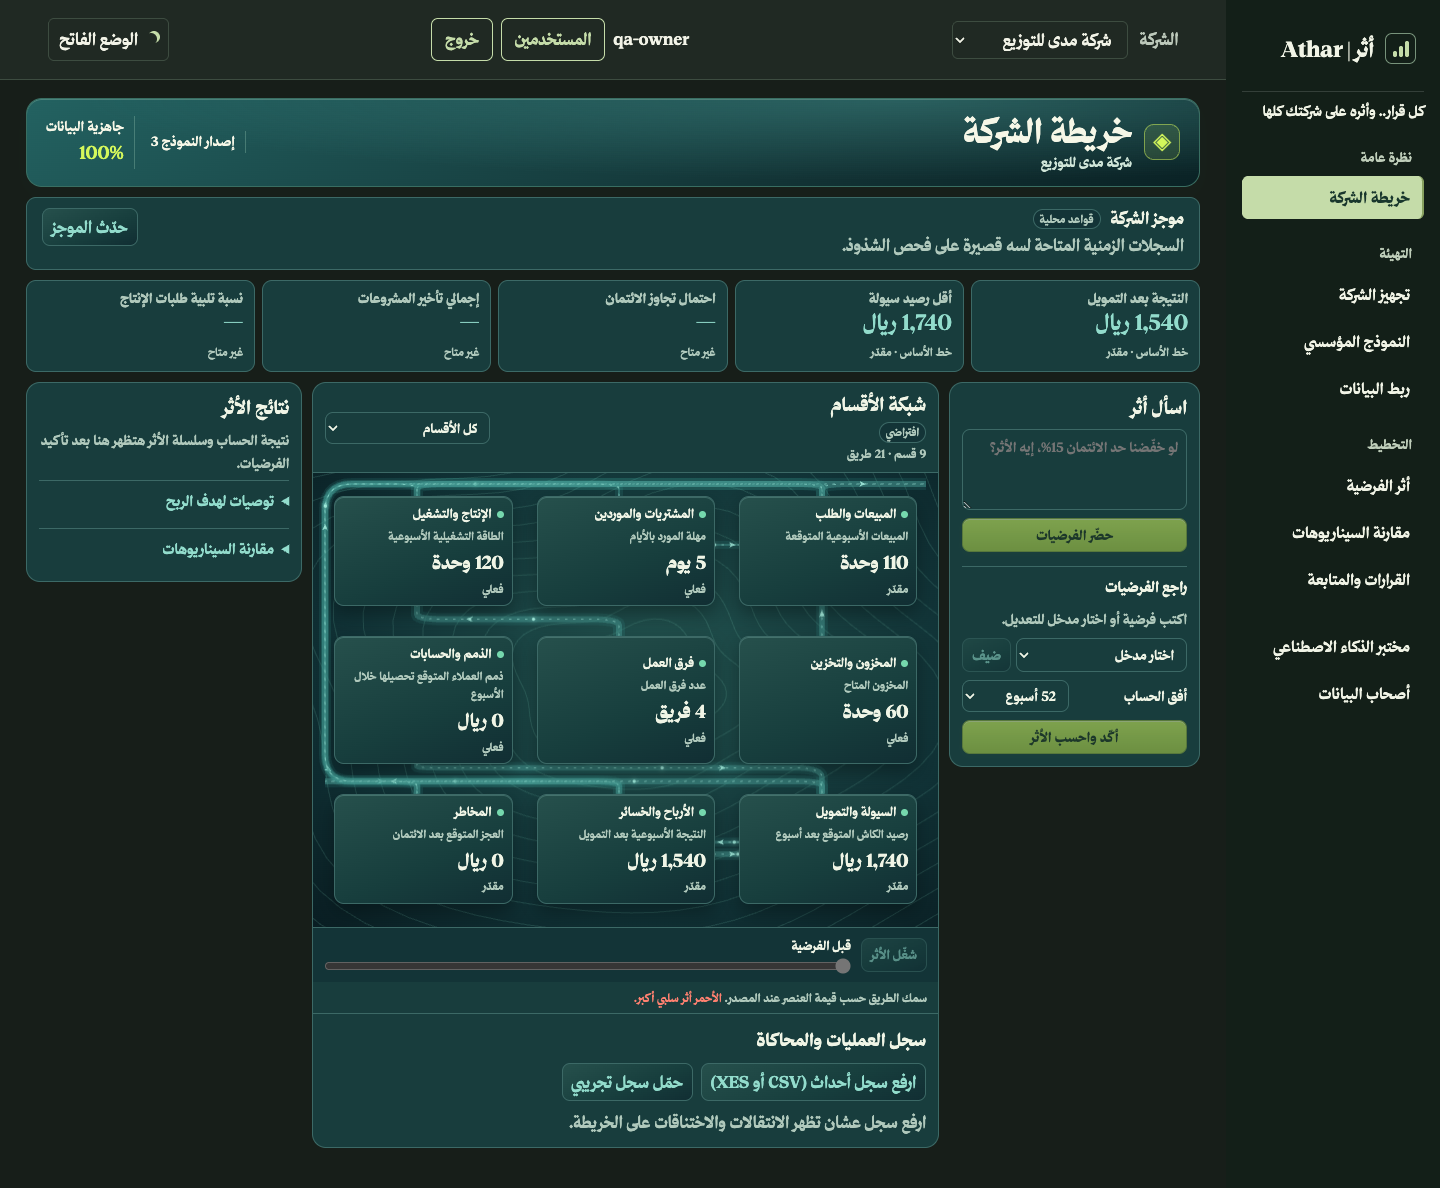 أثر | Athar
كل قرار.. وأثره على شركتك كلها
نظرة عامة
خريطة الشركة
التهيئة
تجهيز الشركة
النموذج المؤسسي
ربط البيانات
التخطيط
أثر الفرضية
مقارنة السيناريوهات
القرارات والمتابعة
مختبر الذكاء الاصطناعي
أصحاب البيانات
الشركة
شركة مدى للتوزيع
qa-owner
المستخدمين
خروج
الوضع الفاتح
خريطة الشركة
شركة مدى للتوزيع
إصدار النموذج 3
جاهزية البيانات
100%
موجز الشركة
قواعد محلية
السجلات الزمنية المتاحة لسه قصيرة على فحص الشذوذ.
حدّث الموجز
النتيجة بعد التمويل
1,540 ريال
خط الأساس · مقدّر
أقل رصيد سيولة
1,740 ريال
خط الأساس · مقدّر
احتمال تجاوز الائتمان
—
غير متاح
إجمالي تأخير المشروعات
—
غير متاح
نسبة تلبية طلبات الإنتاج
—
غير متاح
اسأل أثر
لو خفّضنا حد الائتمان 15%، إيه الأثر؟
حضّر الفرضيات
راجع الفرضيات
اكتب فرضية أو اختار مدخل للتعديل.
اختار مدخل
ضيف
أفق الحساب
52 أسبوع
أكّد واحسب الأثر
شبكة الأقسام
افتراضي
9 قسم · 21 طريق
كل الأقسام
المبيعات والطلب
المبيعات الأسبوعية المتوقعة
110 وحدة
مقدّر
المشتريات والموردين
مهلة المورد بالأيام
5 يوم
فعلي
الإنتاج والتشغيل
الطاقة التشغيلية الأسبوعية
120 وحدة
فعلي
المخزون والتخزين
المخزون المتاح
60 وحدة
فعلي
فرق العمل
عدد فرق العمل
4 فريق
فعلي
الذمم والحسابات
ذمم العملاء المتوقع تحصيلها خلال
الأسبوع
0 ريال
فعلي
السيولة والتمويل
رصيد الكاش المتوقع بعد أسبوع
1,740 ريال
مقدّر
الأرباح والخسائر
النتيجة الأسبوعية بعد التمويل
1,540 ريال
مقدّر
المخاطر
العجز المتوقع بعد الائتمان
0 ريال
مقدّر
شغّل الأثر
قبل الفرضية
سمك الطريق حسب قيمة العنصر عند المصدر. الأحمر أثر سلبي أكبر.
سجل العمليات والمحاكاة
ارفع سجل أحداث (CSV أو XES)
حمّل سجل تجريبي
ارفع سجل عشان تظهر الانتقالات والاختناقات على الخريطة.
نتائج الأثر
نتيجة الحساب وسلسلة الأثر هتظهر هنا بعد تأكيد
الفرضيات.
توصيات لهدف الربح
مقارنة السيناريوهات